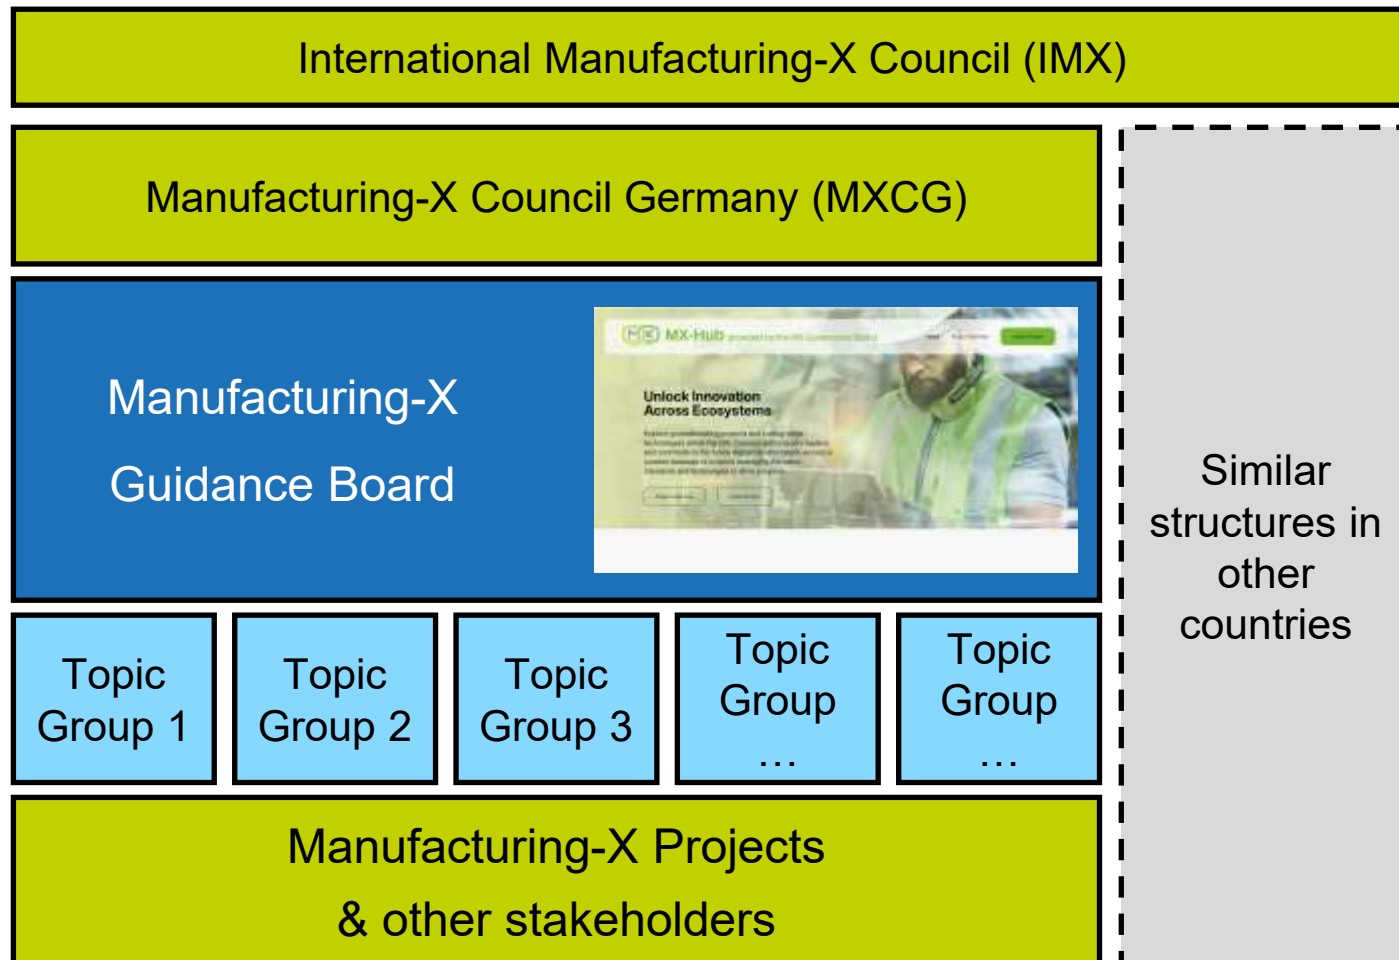 International Manufacturing-X Council (IMX)
Manufacturing-X Council Germany (MXCG)
Manufacturing-X
Guidance Board
MX-Hub
Unlock Innovation
Across Ecosystems
Topic
Group 1
Topic
Group 2
Topic
Group 3
Topic
Group
…
Topic
Group
…
Manufacturing-X Projects
& other stakeholders
Similar
structures in
other
countries